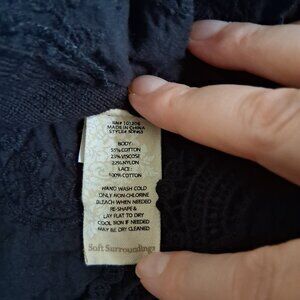 RN# 101206
MADE IN CHINA
BODY:
55% COTTON
23% VISCOSE
22% NYLON
LACE:
100% COTTON
HAND WASH COLD
ONLY NON-CHLORINE
BLEACH WHEN NEEDED
RE-SHAPE &
LAY FLAT TO DRY
COOL IRON IF NEEDED
MAY BE DRY CLEANED
Soft Surroundings